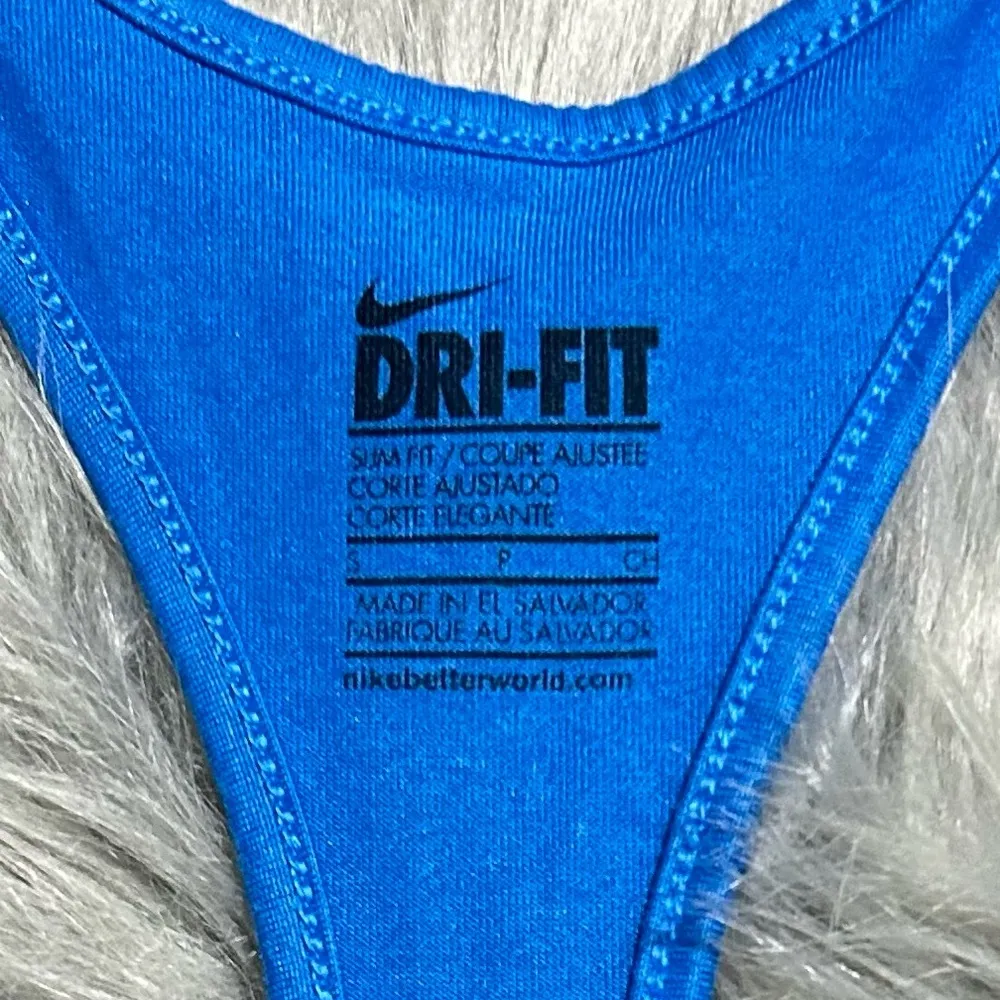 DRI-FIT
SLIM FIT / COUPE AJUSTÉE
CORTE AJUSTADO
CORTE ELEGANTE
S P CH
MADE IN EL SALVADOR
FABRIQUÉ AU SALVADOR
nikebetterworld.com